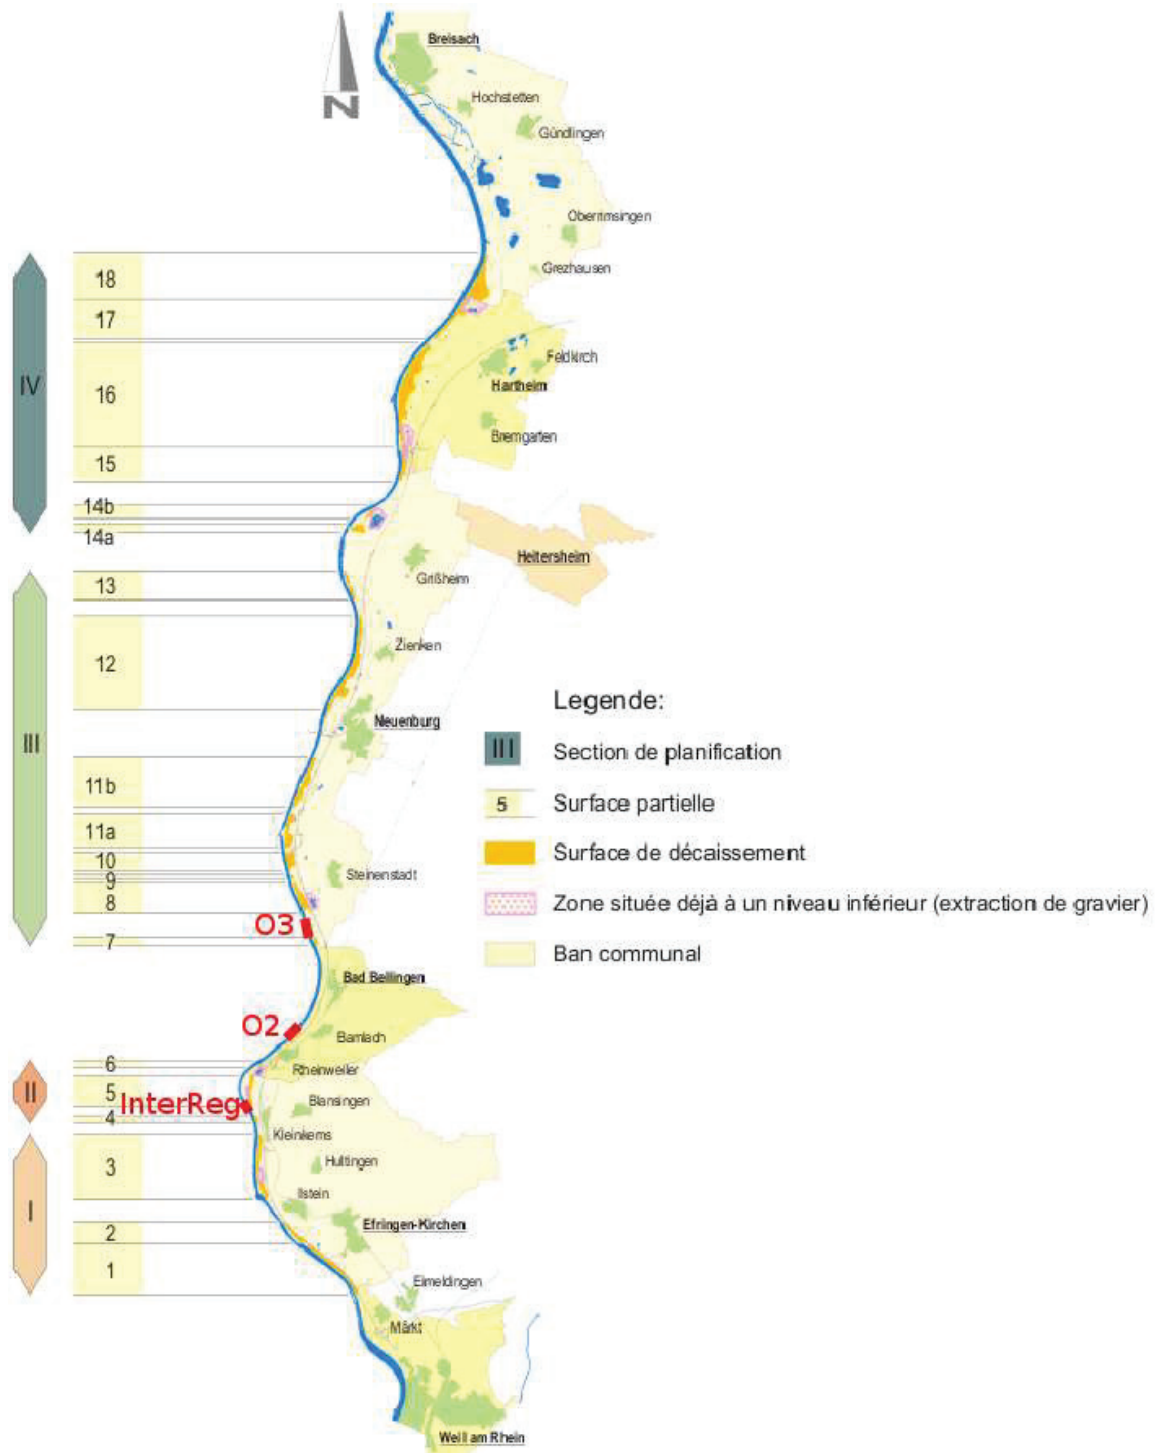 Breisach
Hochstetten
Gündlingen
Oberrimsingen
Grezhausen
N
18
17
16
15
14b
14a
IV
Feldkirch
Hartheim
Bremgarten
Heitersheim
Grißheim
13
12
Zienken
Neuenburg
III
11b
11a
10
9
8
7
Steinenstadt
O3
Bad Bellingen
O2
Bamlach
Rheinweiler
6
5
4
II
InterReg
Blansingen
Kleinkems
3
Huttingen
Istein
I
2
Efringen-Kirchen
1
Eimeldingen
Märkt
Weil am Rhein
Legende:
III Section de planification
5 Surface partielle
Surface de décaissement
Zone située déjà à un niveau inférieur (extraction de gravier)
Ban communal